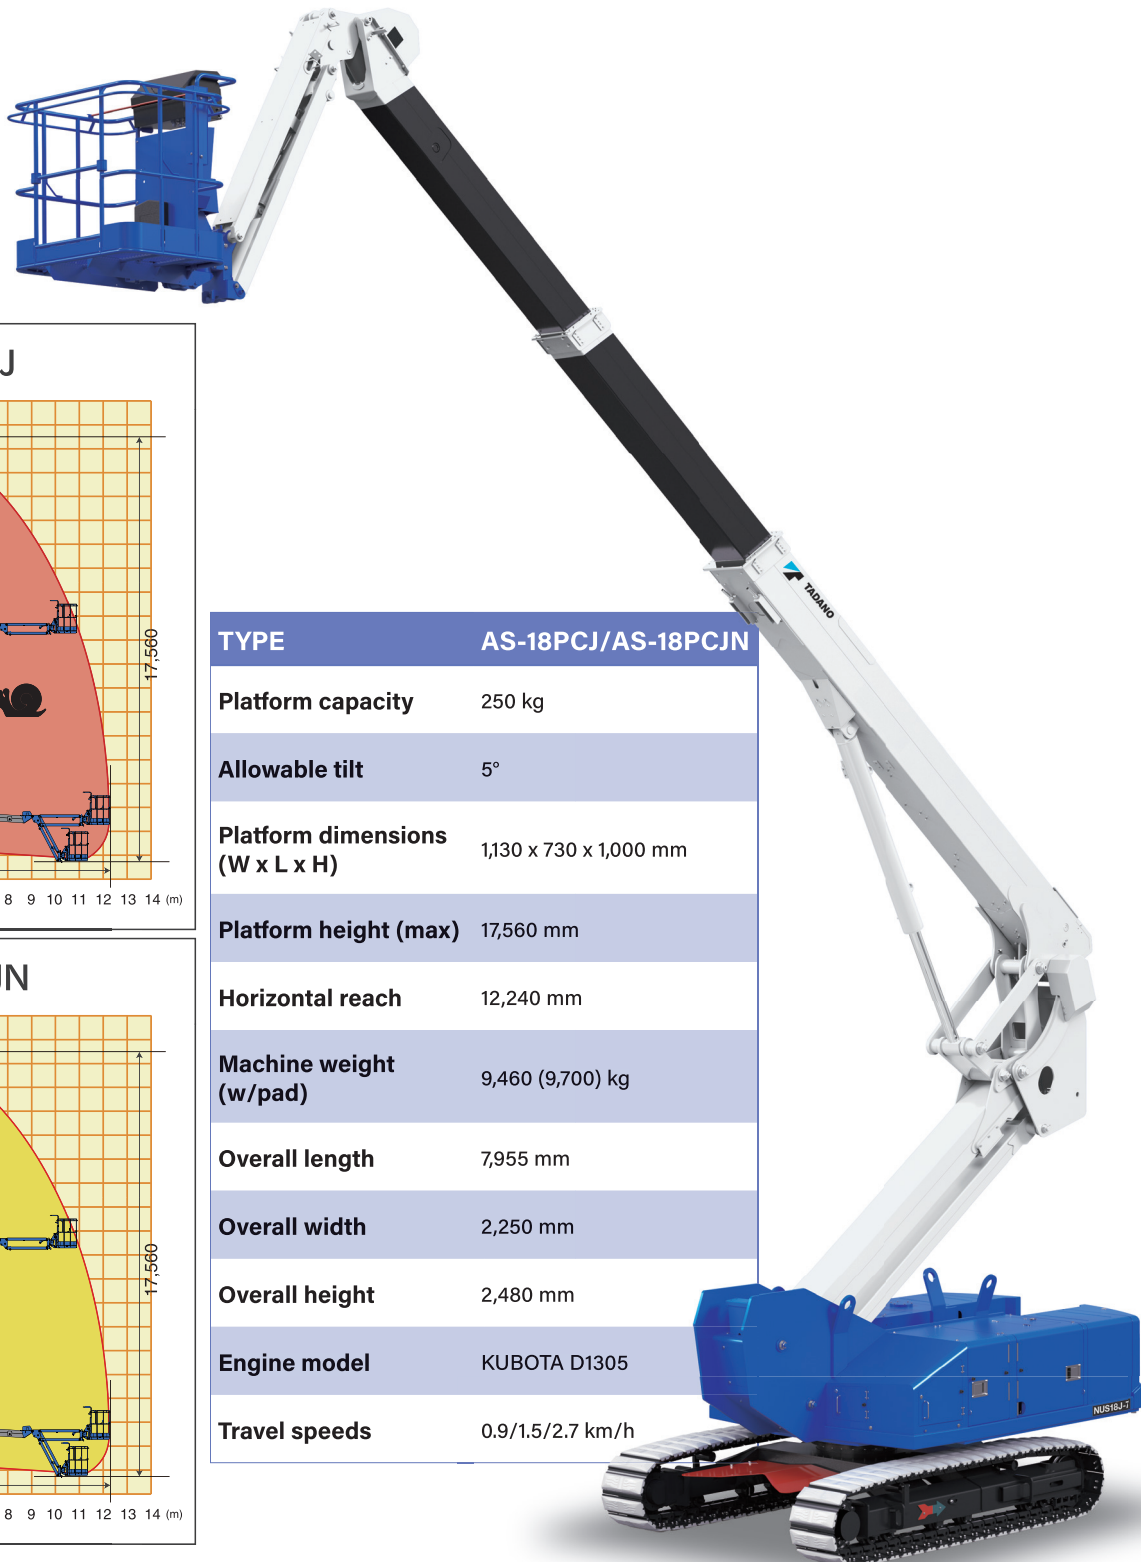 J
17,560
8 9 10 11 12 13 14 (m)
JN
17,560
8 9 10 11 12 13 14 (m)
TADANO
TYPE AS-18PCJ/AS-18PCJN
Platform capacity 250 kg
Allowable tilt 5°
Platform dimensions
(W x L x H) 1,130 x 730 x 1,000 mm
Platform height (max) 17,560 mm
Horizontal reach 12,240 mm
Machine weight
(w/pad) 9,460 (9,700) kg
Overall length 7,955 mm
Overall width 2,250 mm
Overall height 2,480 mm
Engine model KUBOTA D1305
Travel speeds 0.9/1.5/2.7 km/h
NUS18J-7